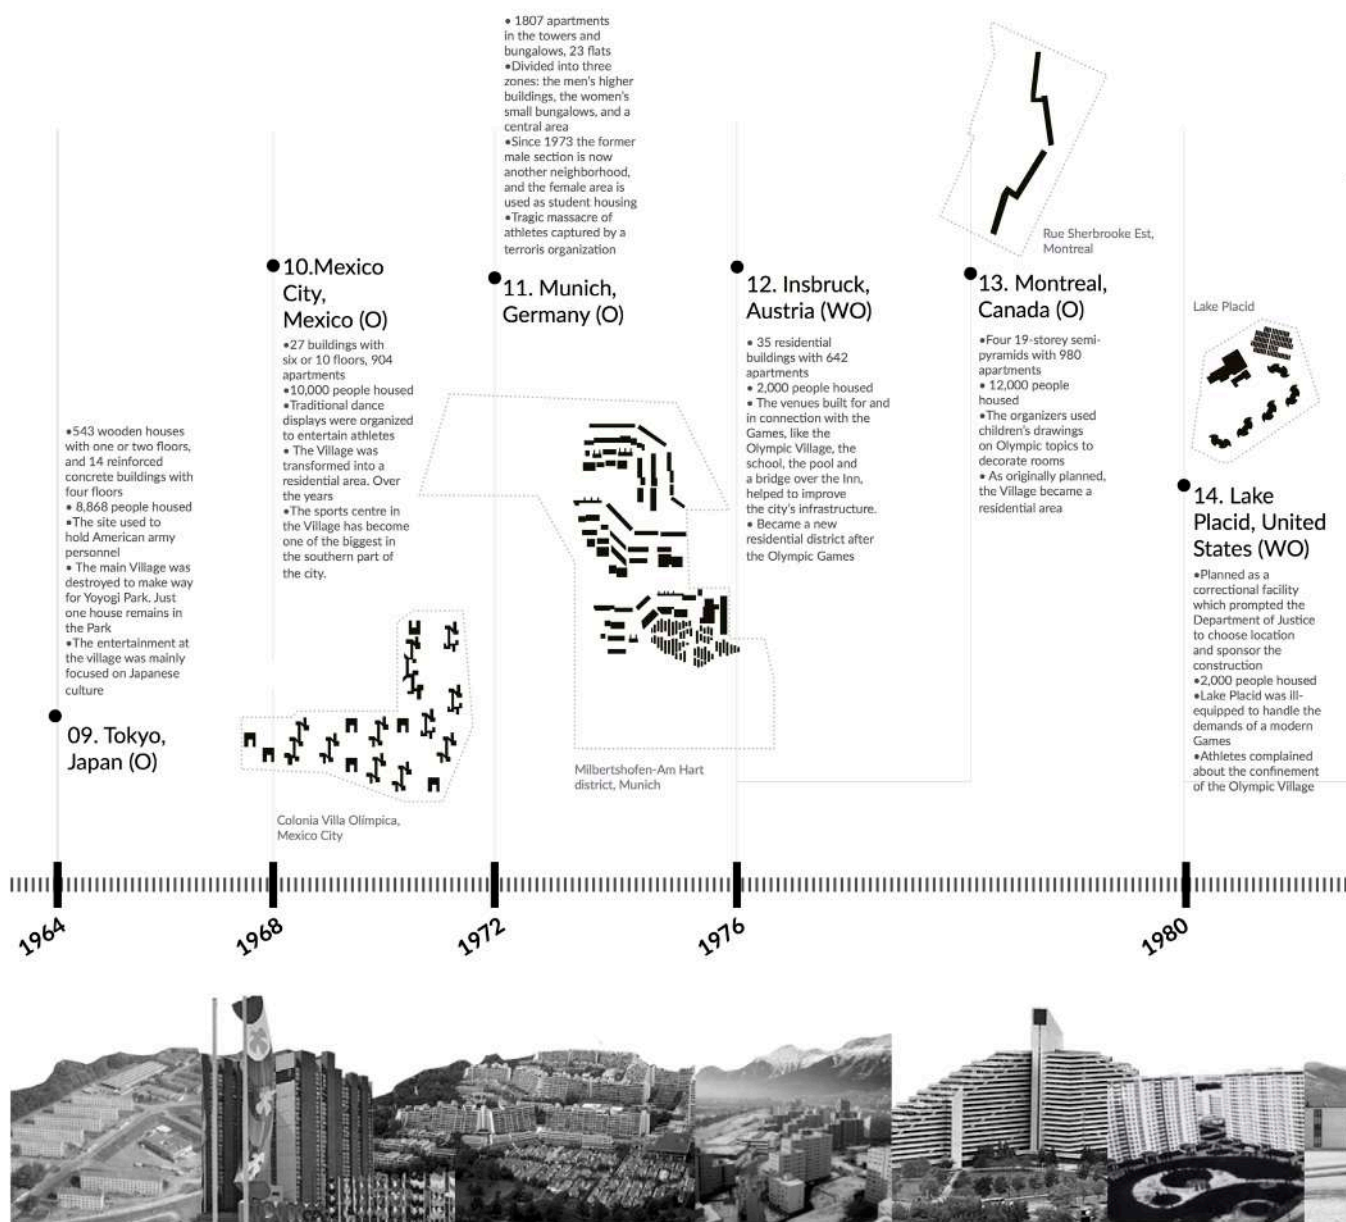 •543 wooden houses
with one or two floors,
and 14 reinforced
concrete buildings with
four floors
• 8,868 people housed
•The site used to
hold American army
personnel
• The main Village was
destroyed to make way
for Yoyogi Park. Just
one house remains in
the Park
•The entertainment at
the village was mainly
focused on Japanese
culture
09. Tokyo,
Japan (O)
10.Mexico
City,
Mexico (O)
•27 buildings with
six or 10 floors, 904
apartments
•10,000 people housed
•Traditional dance
displays were organized
to entertain athletes
• The Village was
transformed into a
residential area. Over
the years
•The sports centre in
the Village has become
one of the biggest in
the southern part of
the city.
Colonia Villa Olímpica,
Mexico City
• 1807 apartments
in the towers and
bungalows, 23 flats
•Divided into three
zones: the men's higher
buildings, the women's
small bungalows, and a
central area
•Since 1973 the former
male section is now
another neighborhood,
and the female area is
used as student housing
•Tragic massacre of
athletes captured by a
terroris organization
11. Munich,
Germany (O)
Milbertshofen-Am Hart
district, Munich
12. Insbruck,
Austria (WO)
• 35 residential
buildings with 642
apartments
• 2,000 people housed
• The venues built for and
in connection with the
Games, like the
Olympic Village, the
school, the pool and
a bridge over the Inn,
helped to improve
the city's infrastructure.
• Became a new
residential district after
the Olympic Games
Rue Sherbrooke Est,
Montreal
13. Montreal,
Canada (O)
•Four 19-storey semi-
pyramids with 980
apartments
• 12,000 people
housed
•The organizers used
children's drawings
on Olympic topics to
decorate rooms
• As originally planned,
the Village became a
residential area
Lake Placid
14. Lake
Placid, United
States (WO)
•Planned as a
correctional facility
which prompted the
Department of Justice
to choose location
and sponsor the
construction
•2,000 people housed
•Lake Placid was ill-
equipped to handle the
demands of a modern
Games
•Athletes complained
about the confinement
of the Olympic Village
1964
1968
1972
1976
1980